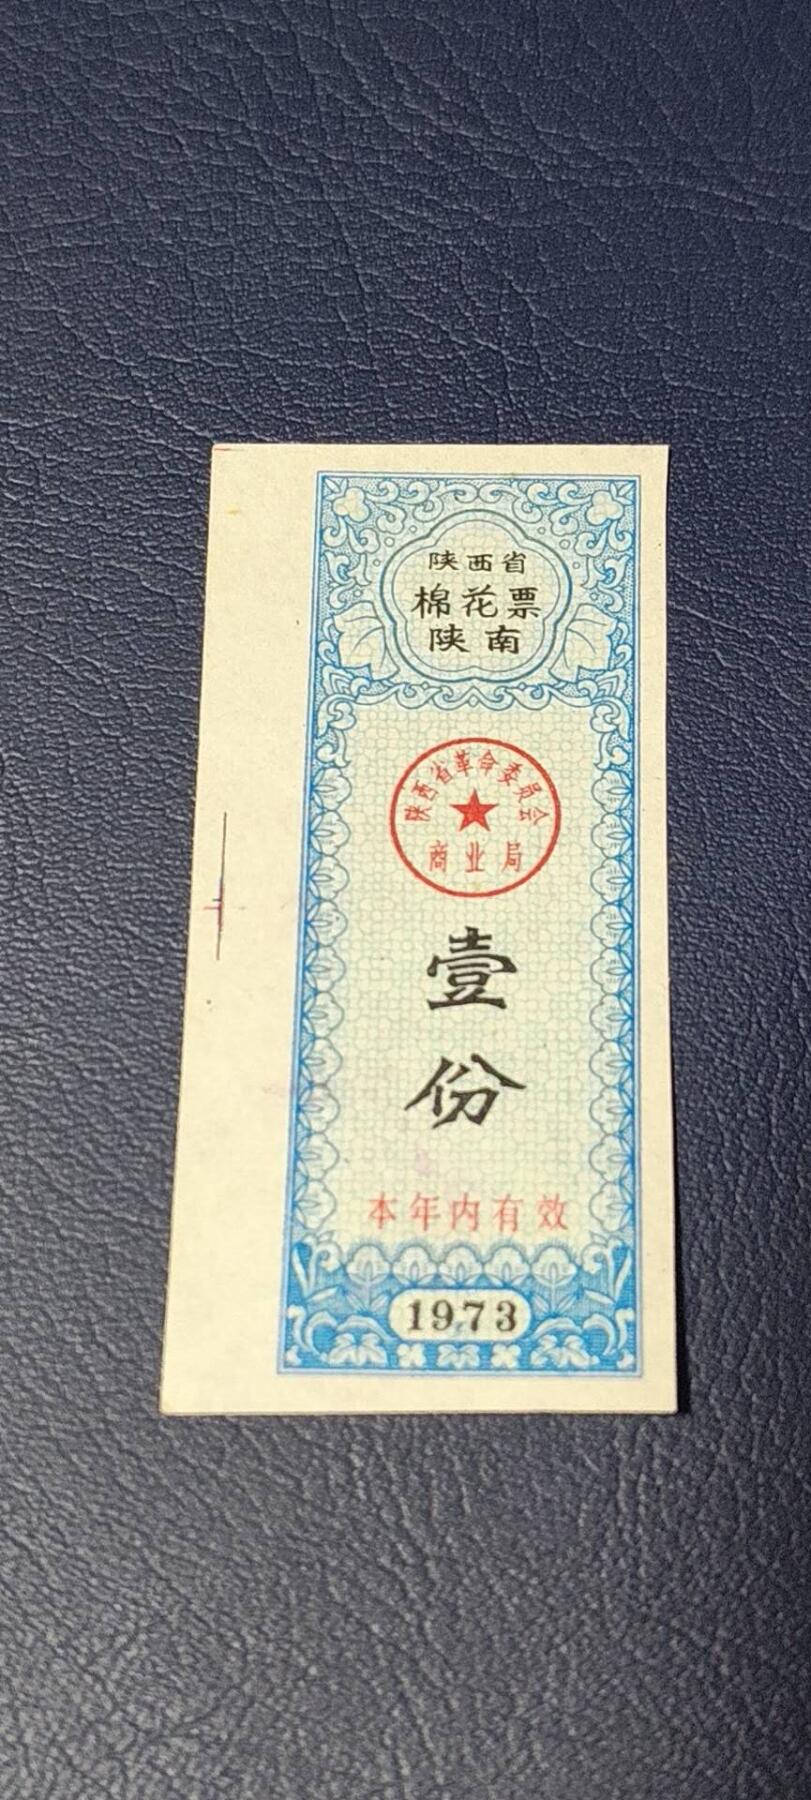 陕西省
棉花票
陕南
陕西省革命委员会
商业局
壹
份
本年内有效
1973